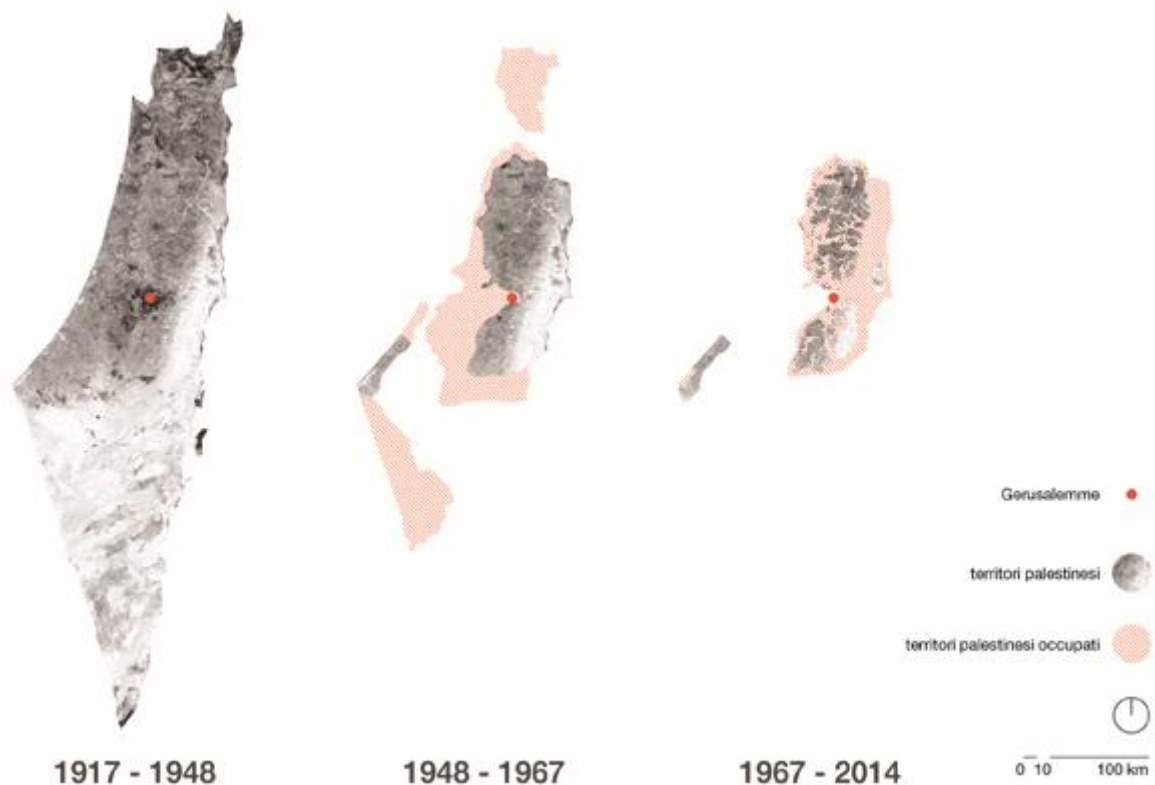 Gerusalemme
territori palestinesi
territori palestinesi occupati
1917 - 1948
1948 - 1967
1967 - 2014
0 10 100 km